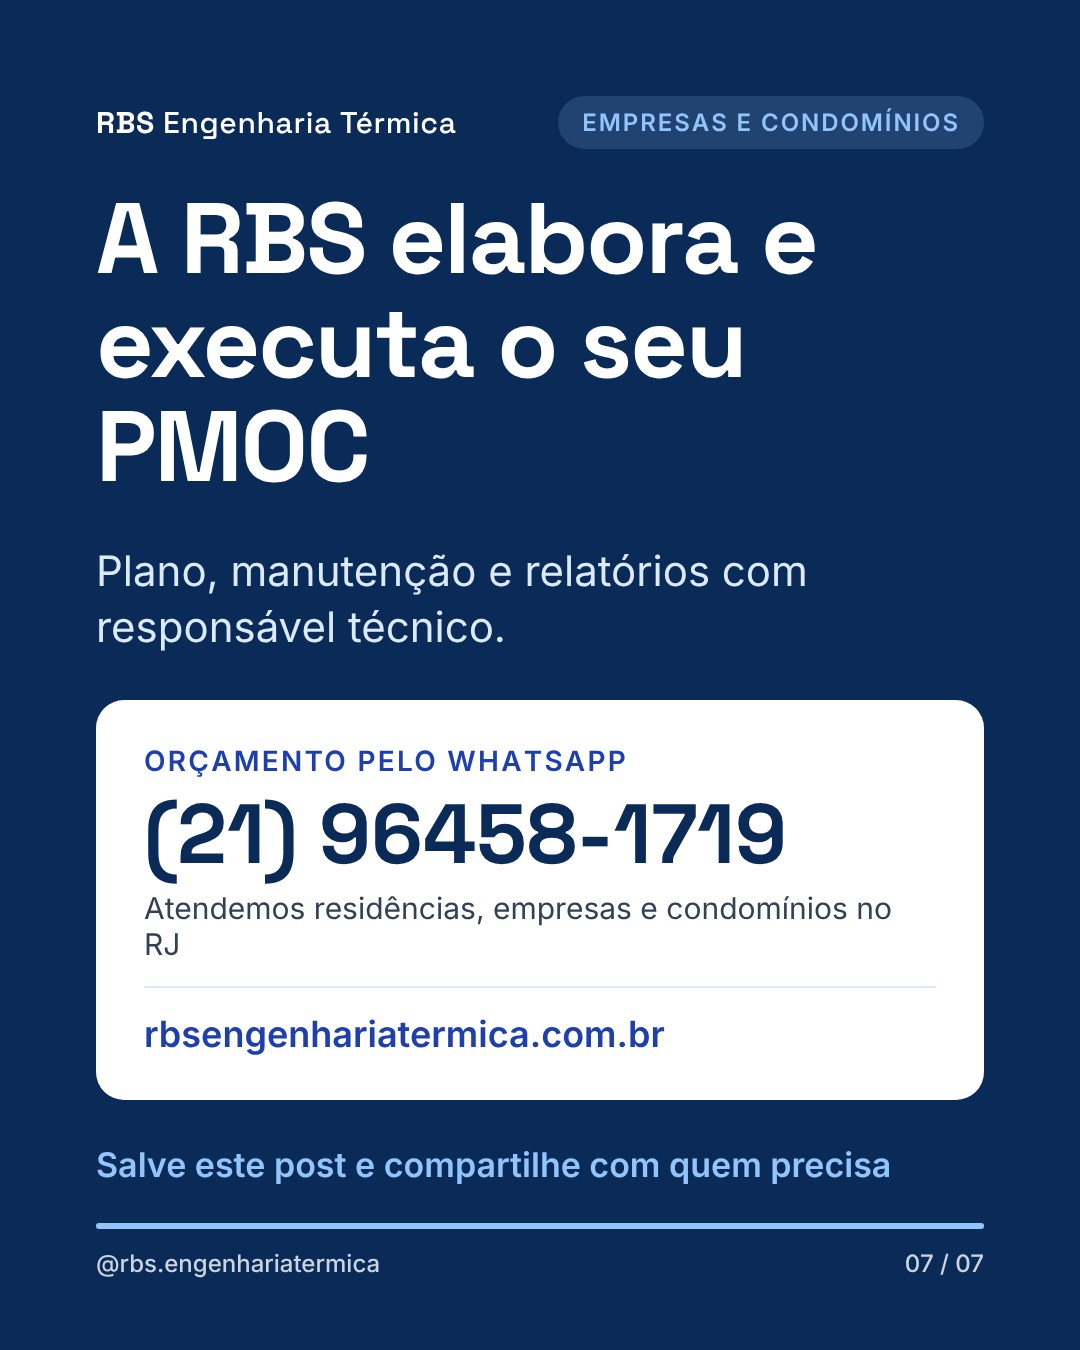 RBS Engenharia Térmica
EMPRESAS E CONDOMÍNIOS
A RBS elabora e
executa o seu
PMOC
Plano, manutenção e relatórios com
responsável técnico.
ORÇAMENTO PELO WHATSAPP
(21) 96458-1719
Atendemos residências, empresas e condomínios no
RJ
rbsengenhariatermica.com.br
Salve este post e compartilhe com quem precisa
@rbs.engenhariatermica
07 / 07